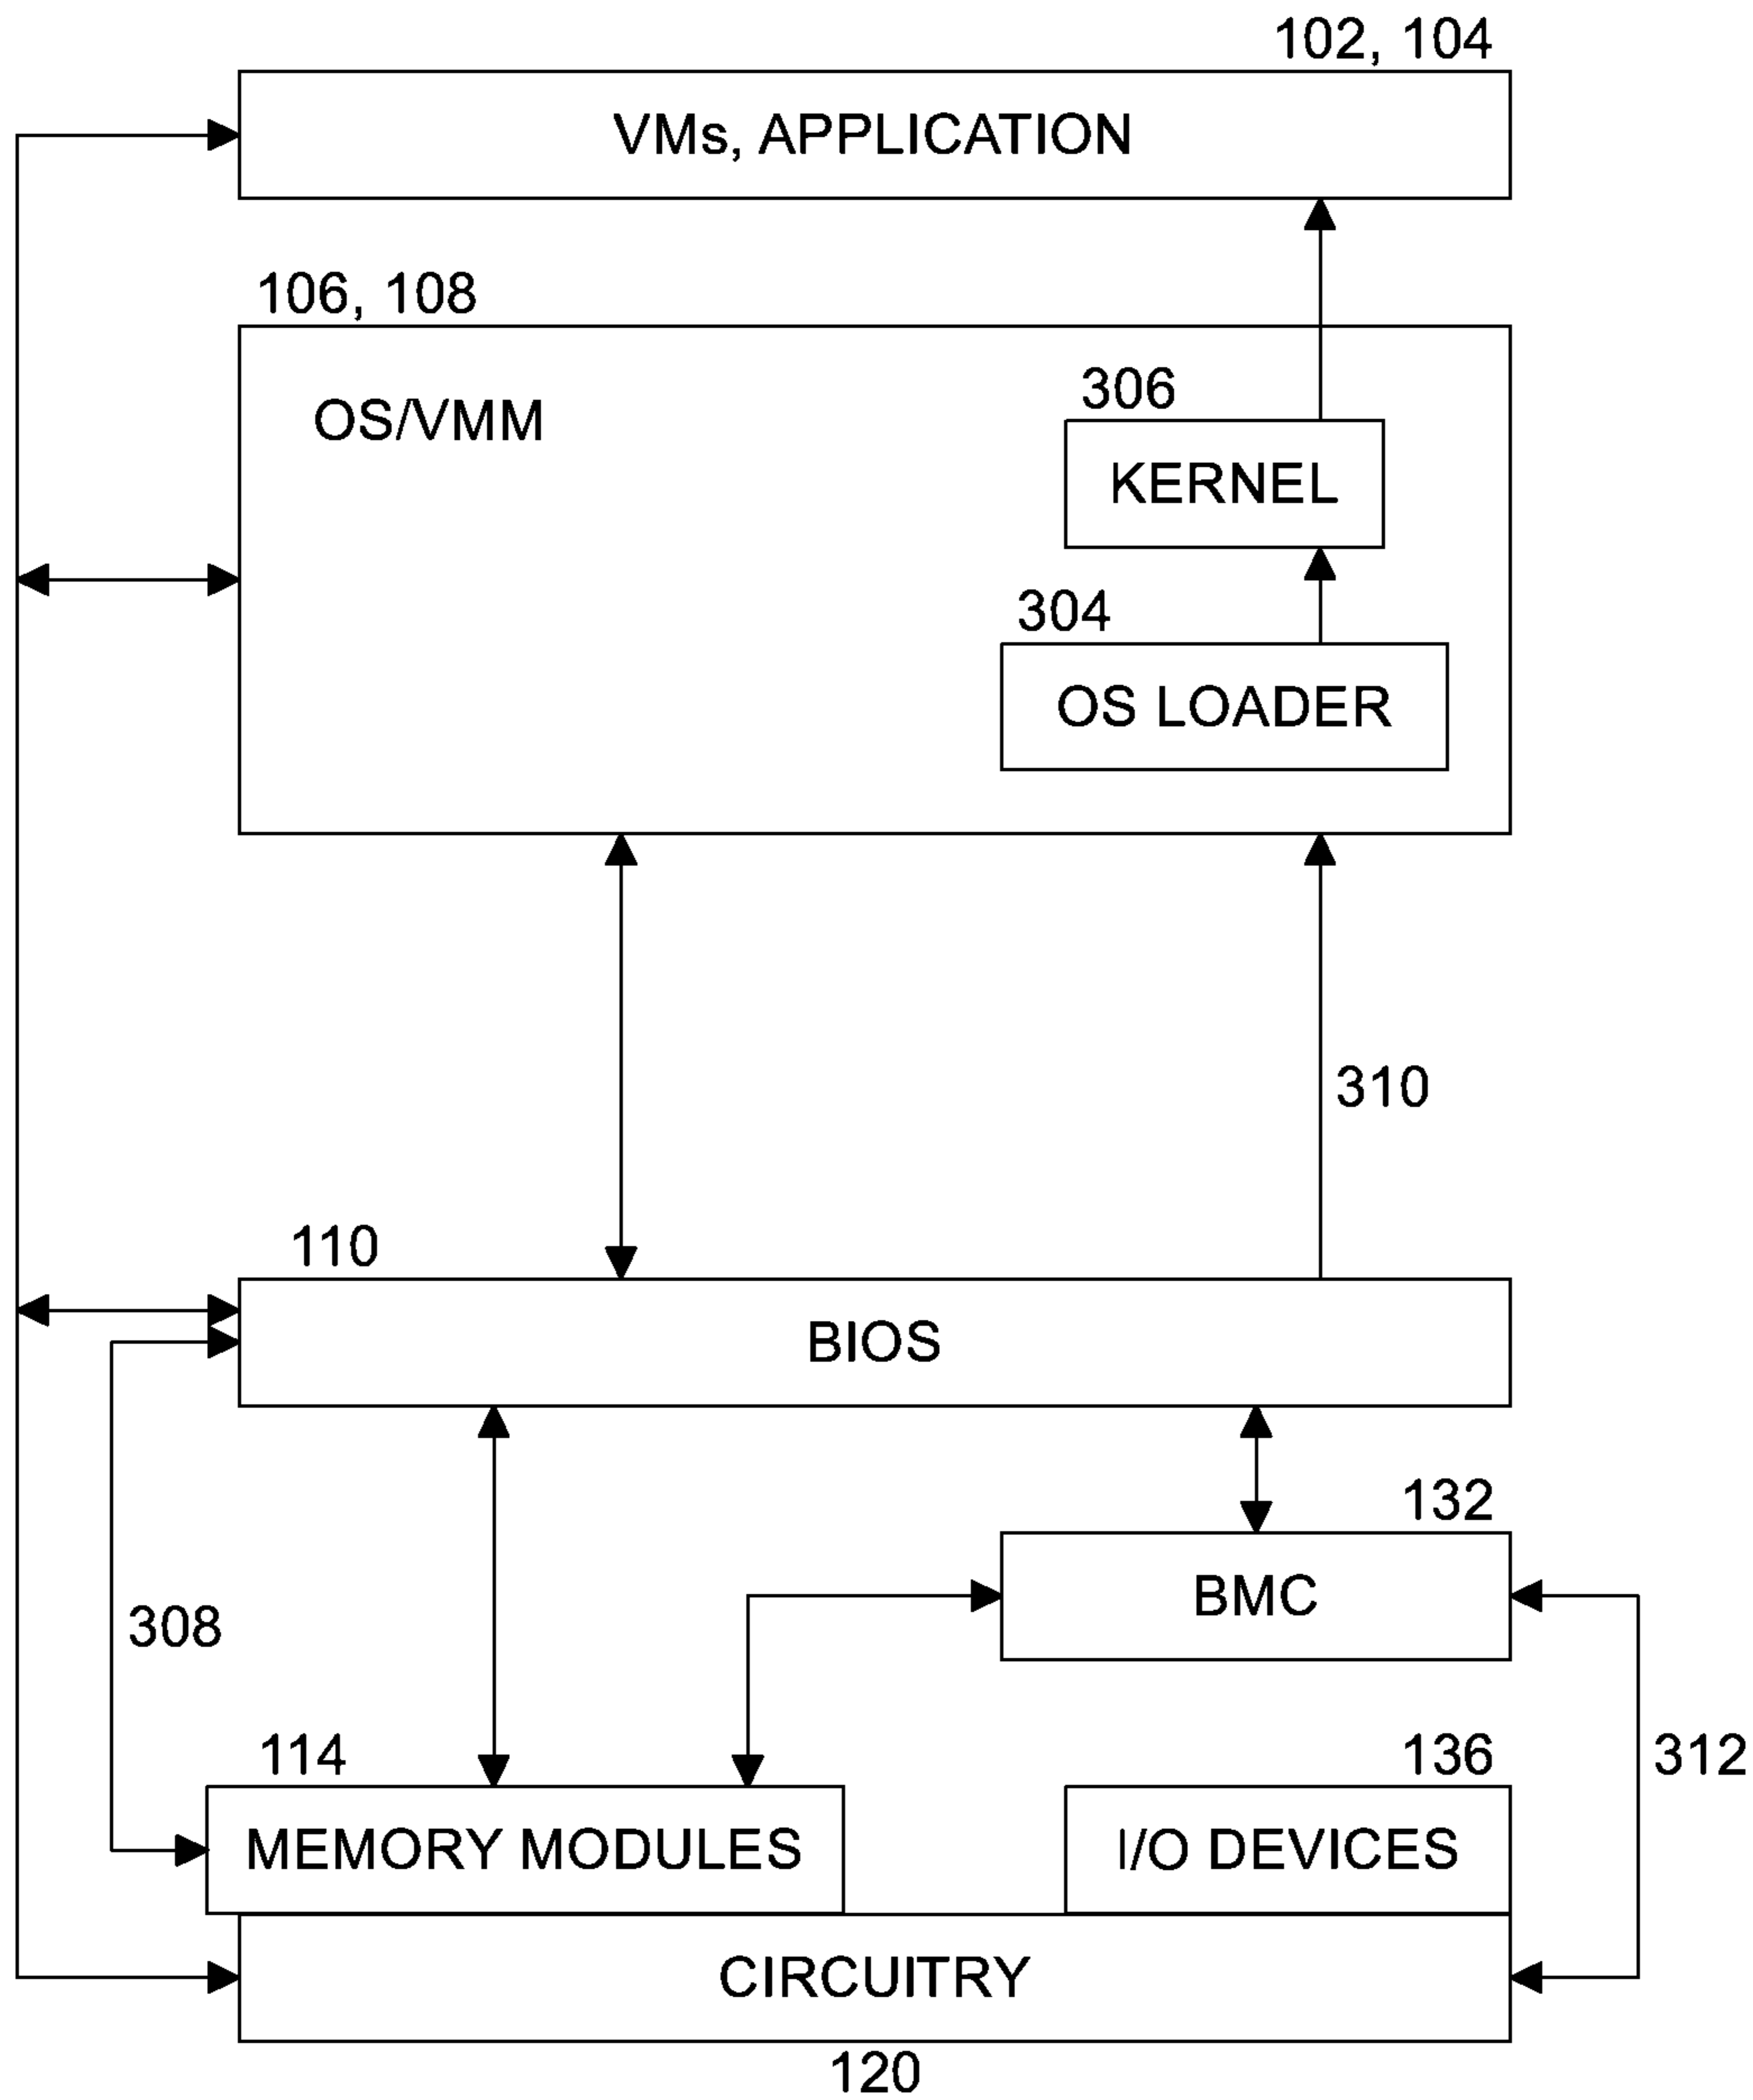 102, 104
VMs, APPLICATION
106, 108
OS/VMM
306
KERNEL
304
OS LOADER
310
110
BIOS
132
BMC
308
114
136
312
MEMORY MODULES
I/O DEVICES
CIRCUITRY
120